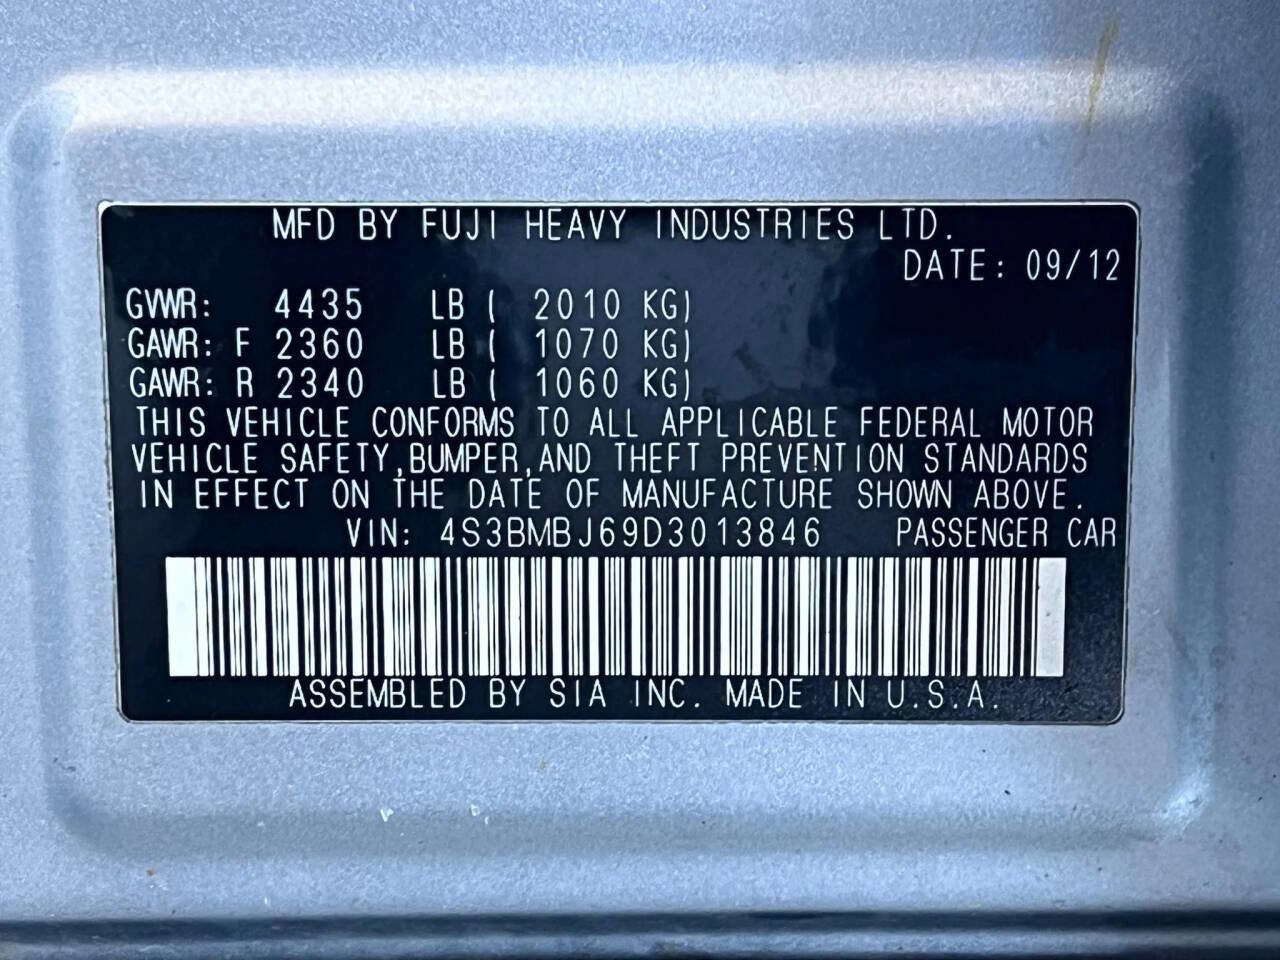 MFD BY FUJI HEAVY INDUSTRIES LTD.
DATE: 09/12
GVWR: 4435 LB ( 2010 KG)
GAWR: F 2360 LB ( 1070 KG)
GAWR: R 2340 LB ( 1060 KG)
THIS VEHICLE CONFORMS TO ALL APPLICABLE FEDERAL MOTOR
VEHICLE SAFETY,BUMPER,AND THEFT PREVENTION STANDARDS
IN EFFECT ON THE DATE OF MANUFACTURE SHOWN ABOVE.
VIN: 4S3BMBJ69D3013846 PASSENGER CAR
ASSEMBLED BY SIA INC. MADE IN U.S.A.